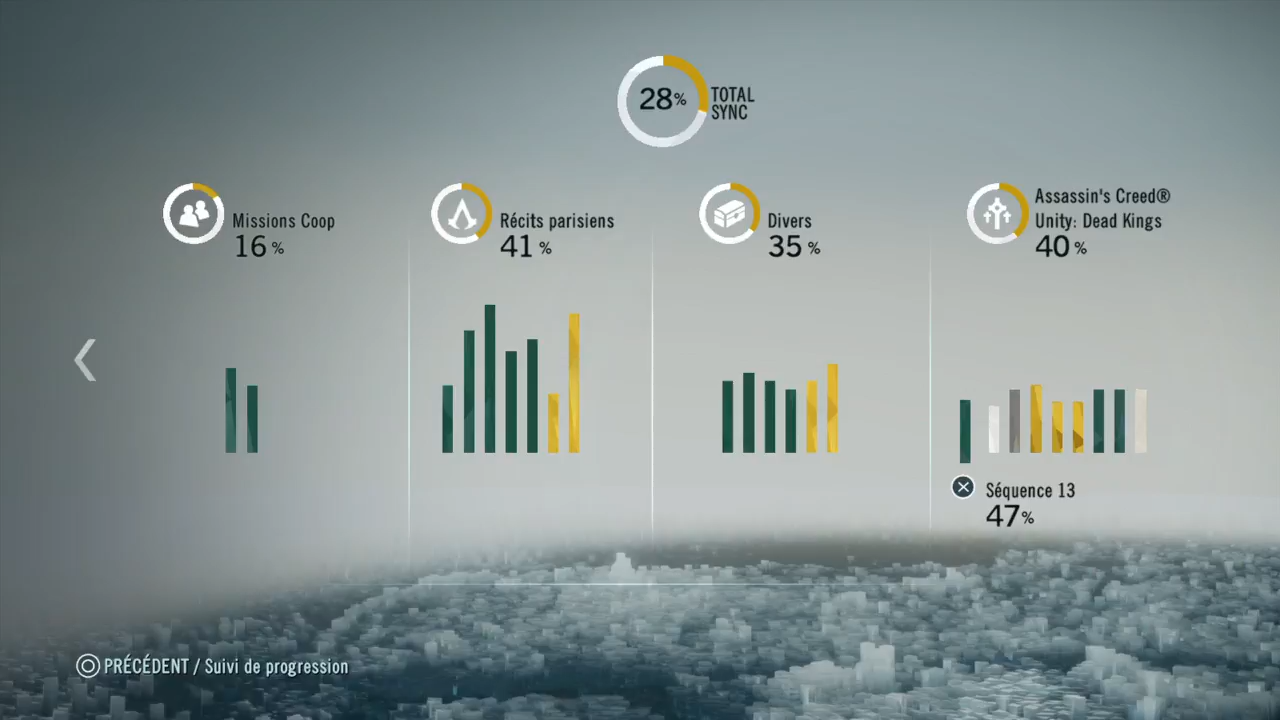 28%
TOTAL
SYNC
Missions Coop
16 %
Récits parisiens
41 %
Divers
35 %
Assassin's Creed®
Unity: Dead Kings
40 %
Séquence 13
47%
PRÉCÉDENT / Suivi de progression